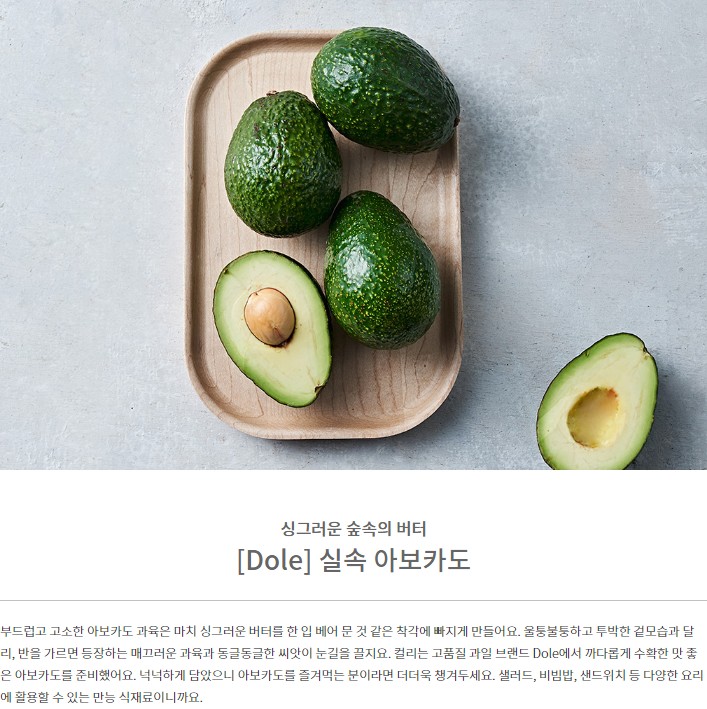 싱그러운 숲속의 버터
[Dole] 실속 아보카도
부드럽고 고소한 아보카도 과육은 마치 싱그러운 버터를 한 입 베어 문 것 같은 착각에 빠지게 만들어요. 울퉁불퉁하고 투박한 겉모습과 달
리, 반을 가르면 등장하는 매끄러운 과육과 동글동글한 씨앗이 눈길을 끌지요. 컬리는 고품질 과일 브랜드 Dole에서 까다롭게 수확한 맛 좋
은 아보카도를 준비했어요. 넉넉하게 담았으니 아보카도를 즐겨먹는 분이라면 더더욱 챙겨두세요. 샐러드, 비빔밥, 샌드위치 등 다양한 요리
에 활용할 수 있는 만능 식재료이니까요.